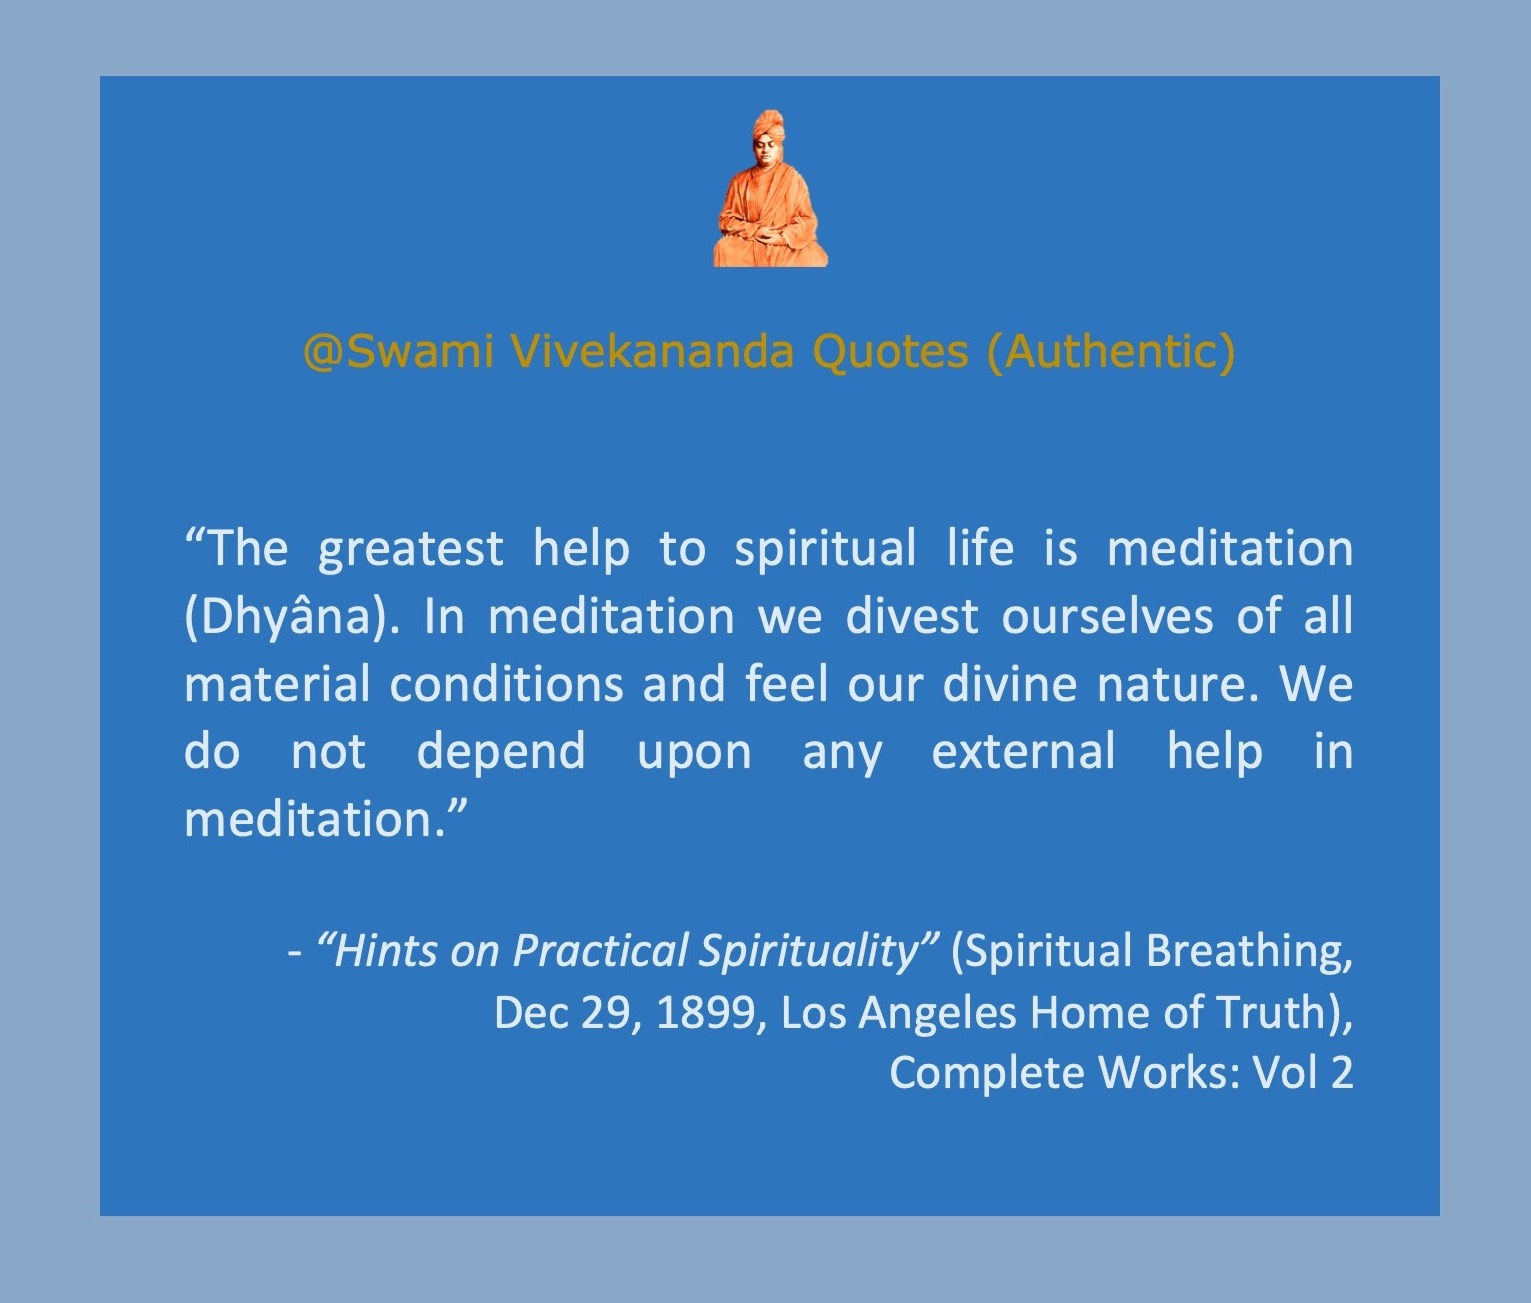 @Swami Vivekananda Quotes (Authentic)
“The greatest help to spiritual life is meditation
(Dhyâna). In meditation we divest ourselves of all
material conditions and feel our divine nature. We
do not depend upon any external help in
meditation.”
- “Hints on Practical Spirituality” (Spiritual Breathing,
Dec 29, 1899, Los Angeles Home of Truth),
Complete Works: Vol 2